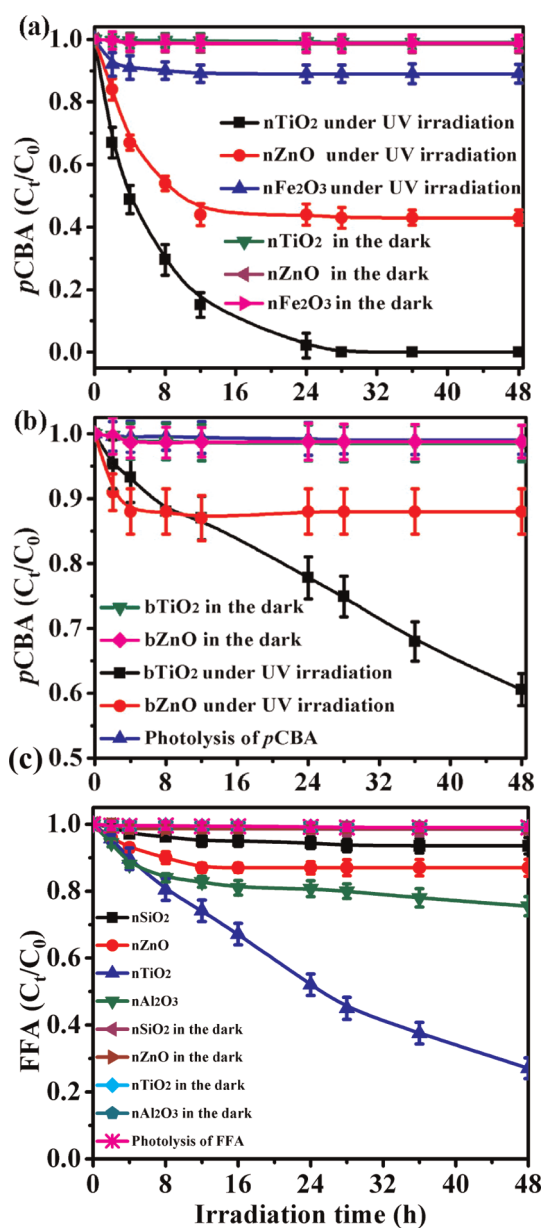 (a)
1.0
0.8
0.6
0.4
0.2
0.0
pCBA (Ct/C0)
nTiO2 under UV irradiation
nZnO under UV irradiation
nFe2O3 under UV irradiation
nTiO2 in the dark
nZnO in the dark
nFe2O3 in the dark
0 8 16 24 32 40 48
(b)
1.0
0.9
0.8
0.7
0.6
0.5
pCBA (Ct/C0)
bTiO2 in the dark
bZnO in the dark
bTiO2 under UV irradiation
bZnO under UV irradiation
Photolysis of pCBA
0 8 16 24 32 40 48
(c)
1.0
0.8
0.6
0.4
0.2
0.0
FFA (Ct/C0)
nSiO2
nZnO
nTiO2
nAl2O3
nSiO2 in the dark
nZnO in the dark
nTiO2 in the dark
nAl2O3 in the dark
Photolysis of FFA
0 8 16 24 32 40 48
Irradiation time (h)